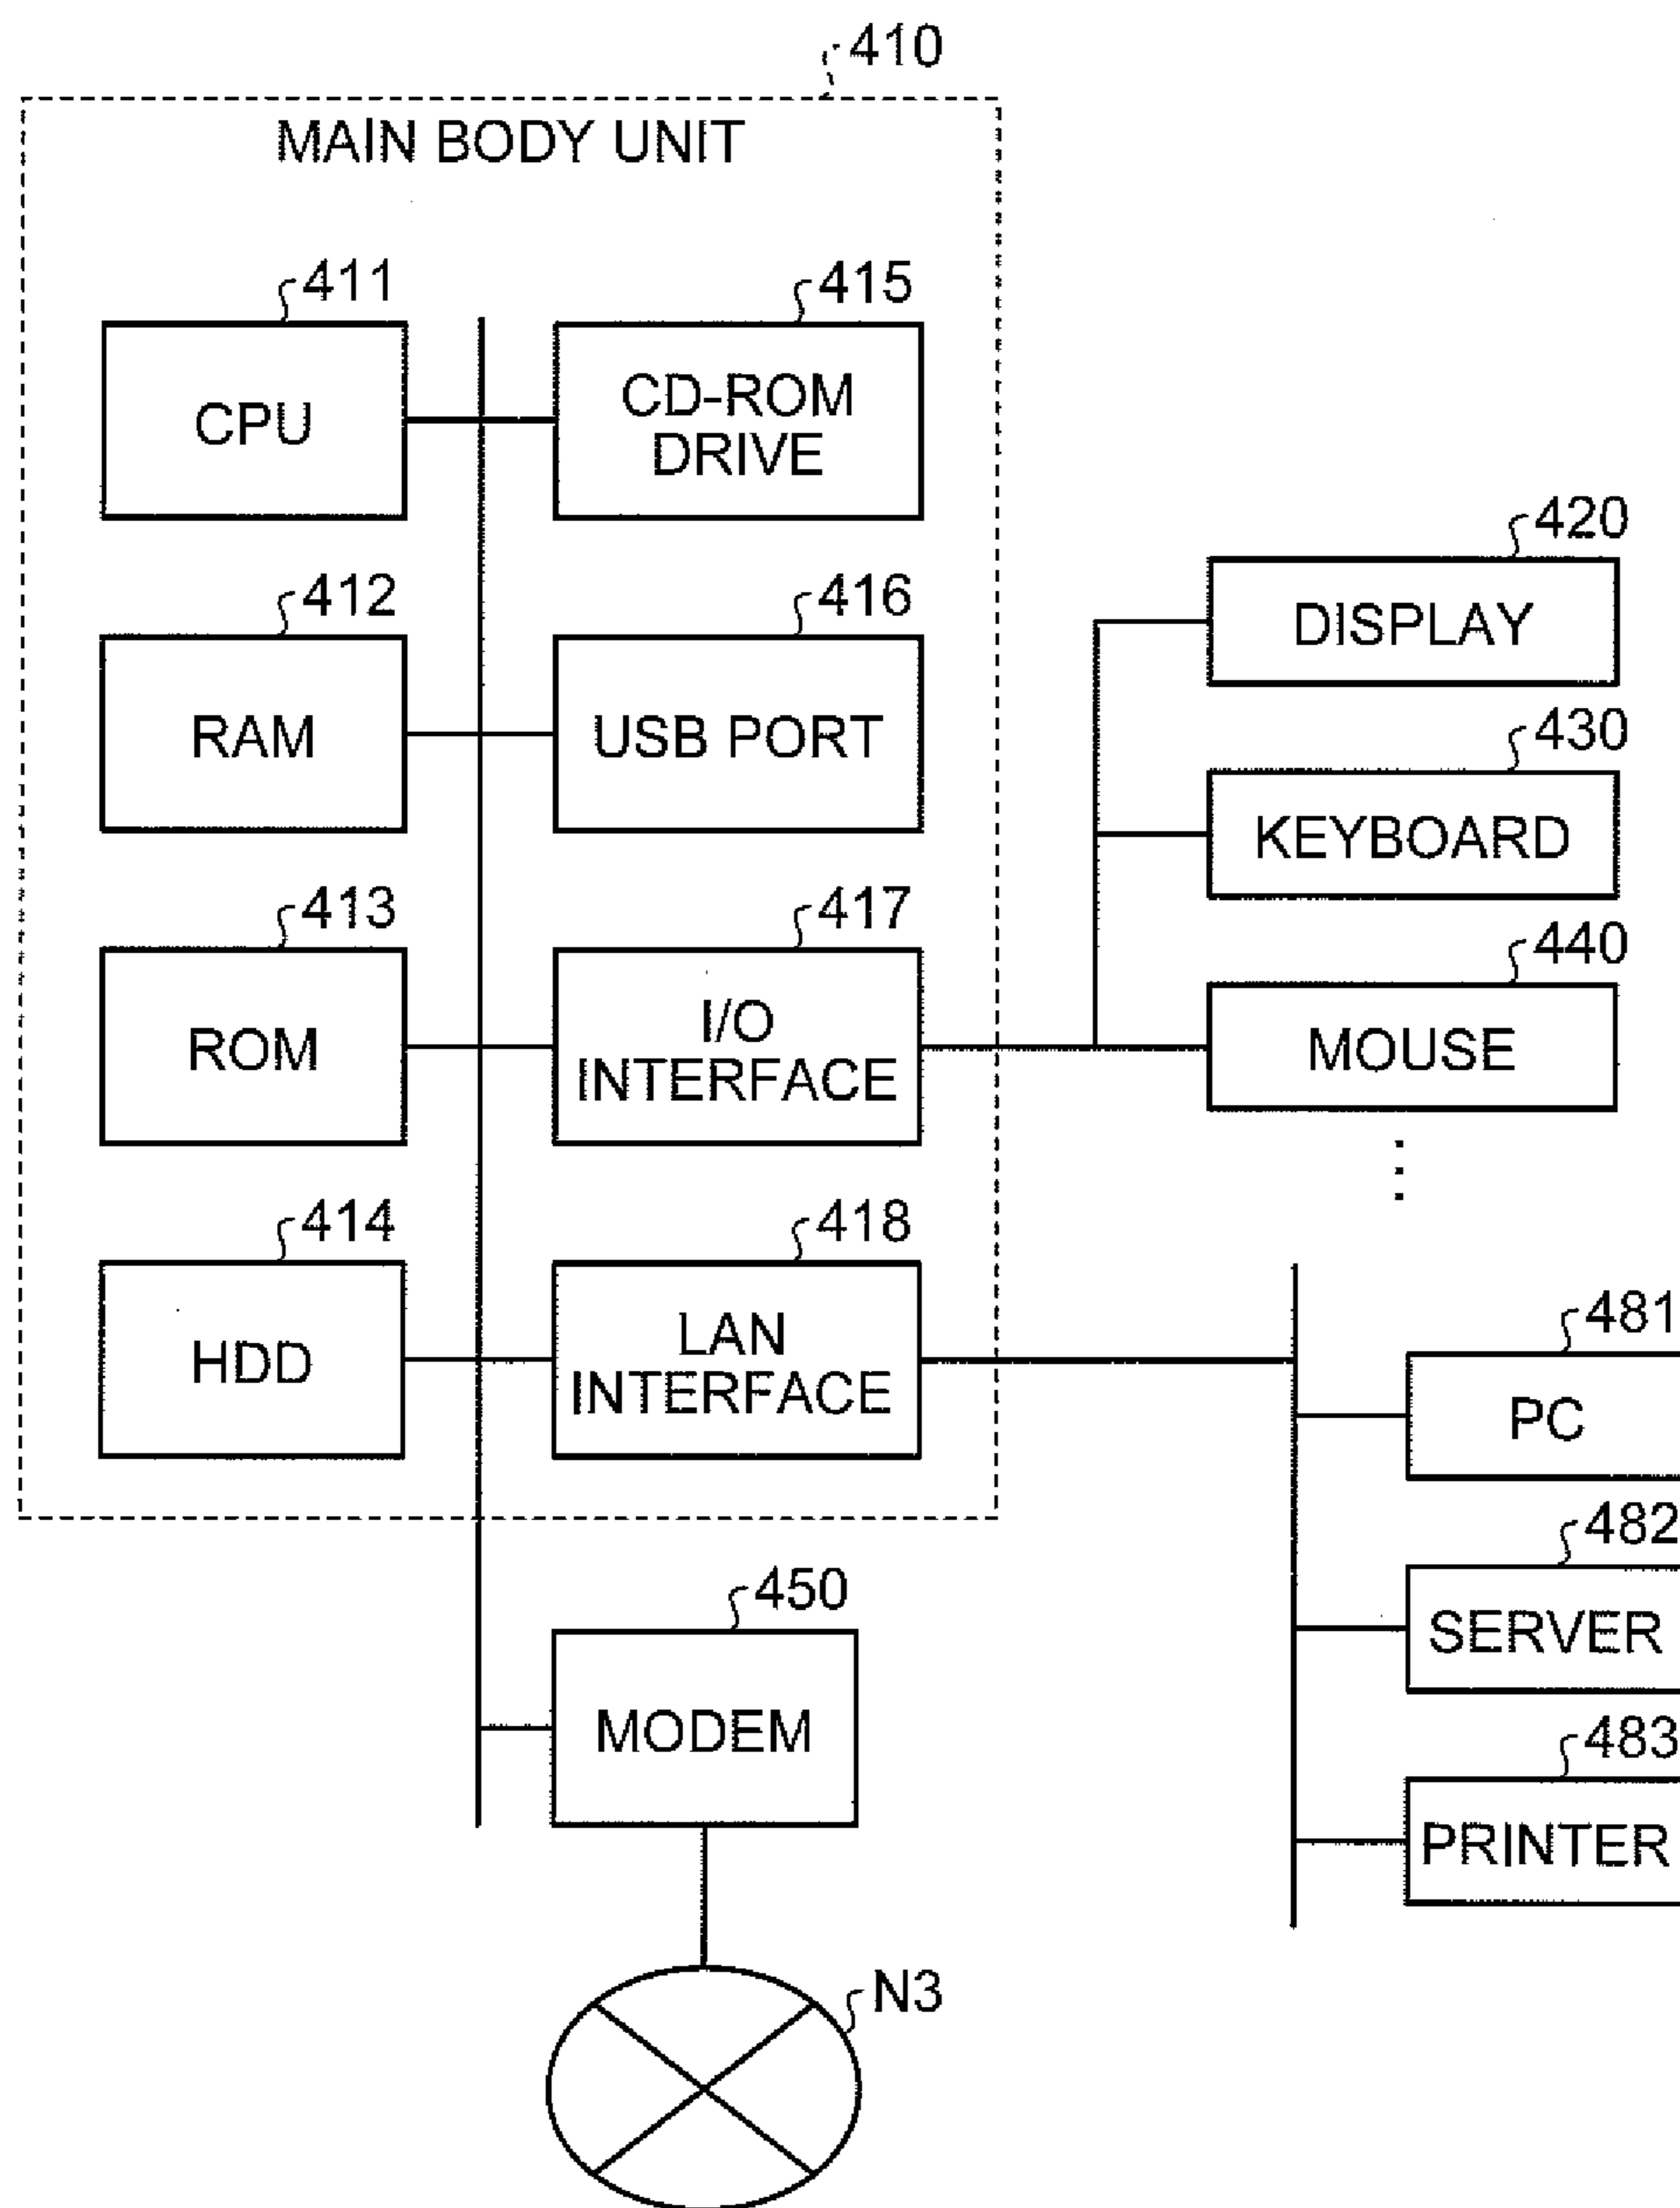 410
MAIN BODY UNIT
411
415
CPU
CD-ROM
DRIVE
412
416
RAM
USB PORT
413
417
ROM
I/O
INTERFACE
414
418
HDD
LAN
INTERFACE
420
DISPLAY
430
KEYBOARD
440
MOUSE
481
PC
482
SERVER
483
PRINTER
450
MODEM
N3